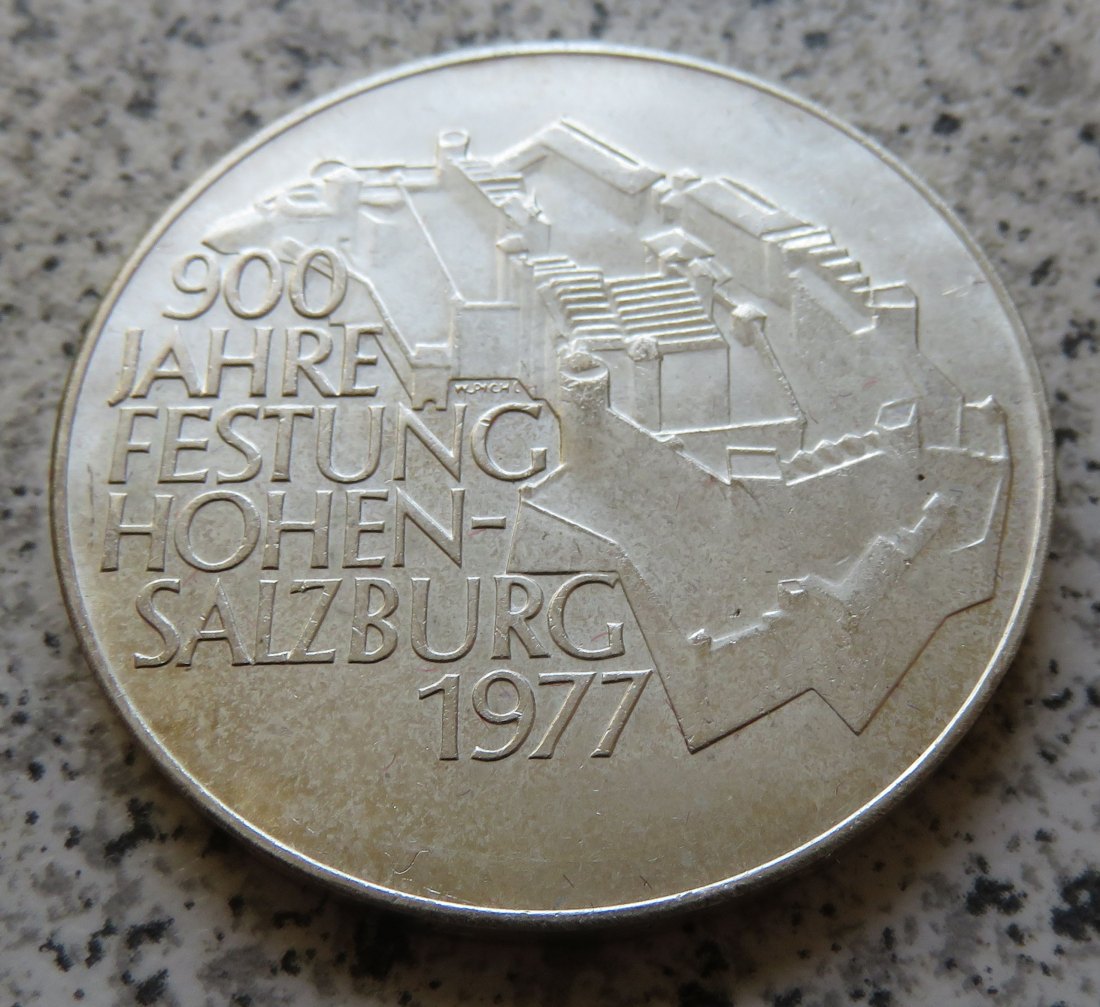 900
JAHRE
FESTUNG
HOHEN-
SALZBURG
1977